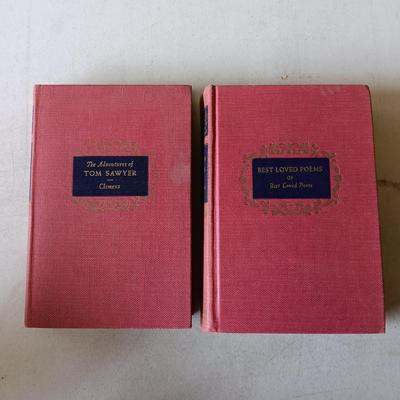 The Adventures of
TOM SAWYER
Clemens
BEST LOVED POEMS
OF
Best Loved Poets